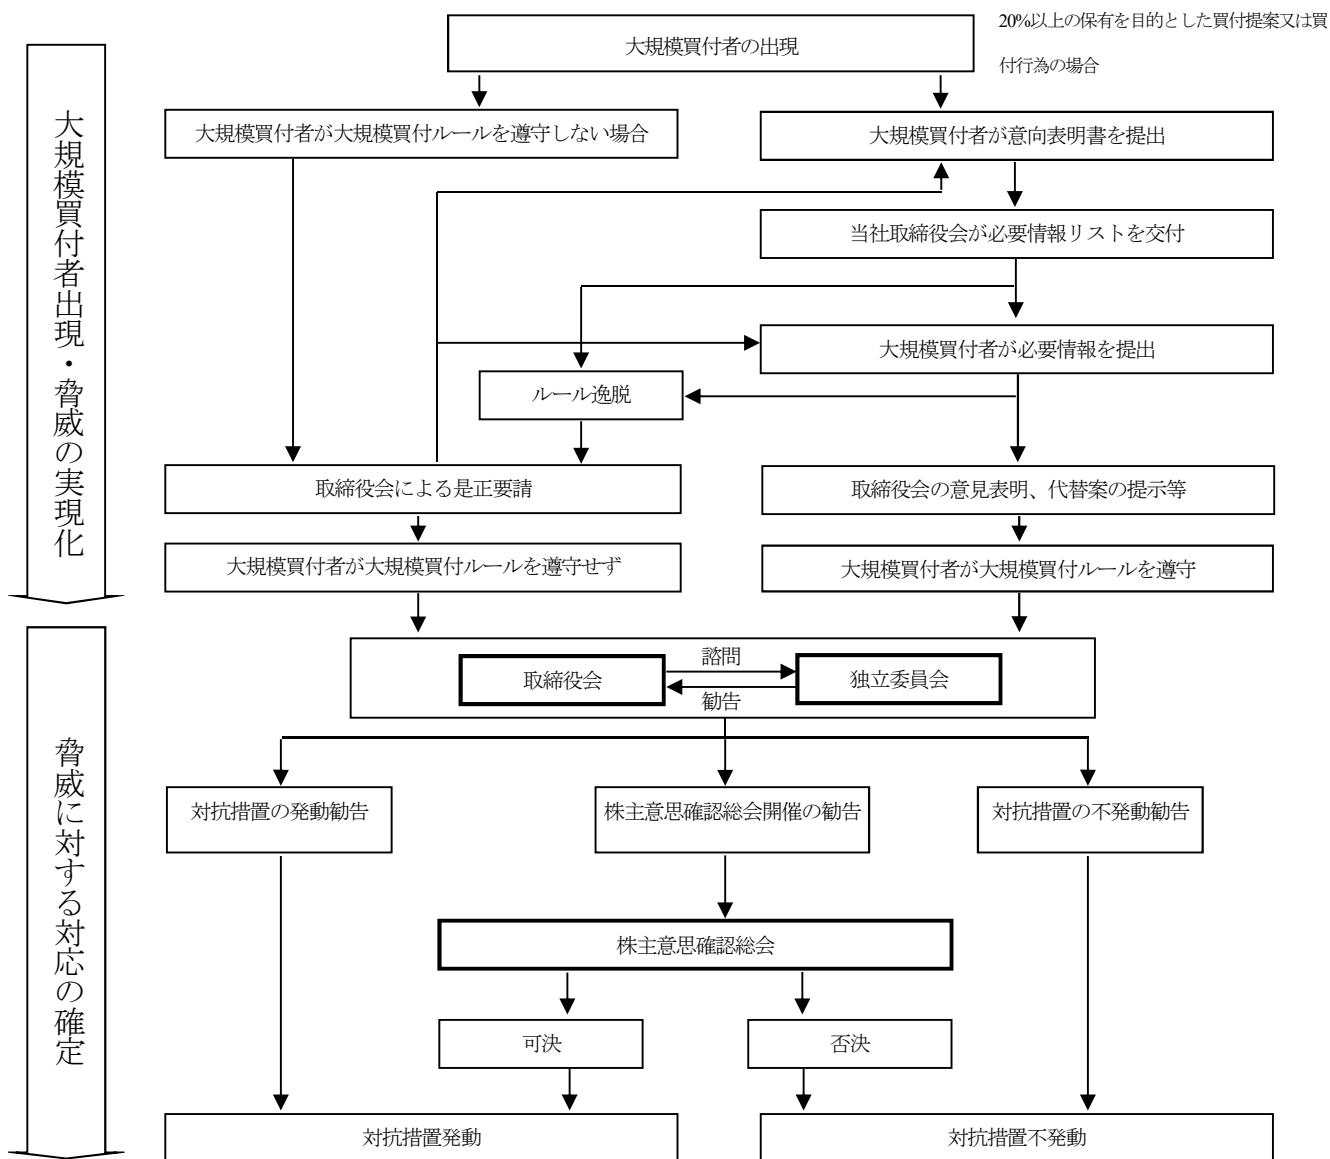 20%以上の保有を目的とした買付提案又は買
付行為の場合
大規模買付者の出現
大規模買付者出現・脅威の実現化
大規模買付者が大規模買付ルールを遵守しない場合
大規模買付者が意向表明書を提出
当社取締役会が必要情報リストを交付
大規模買付者が必要情報を提出
ルール逸脱
取締役会による是正要請
取締役会の意見表明、代替案の提示等
大規模買付者が大規模買付ルールを遵守せず
大規模買付者が大規模買付ルールを遵守
脅威に対する対応の確定
諮問
取締役会
独立委員会
勧告
対抗措置の発動勧告
株主意思確認総会開催の勧告
対抗措置の不発動勧告
株主意思確認総会
可決
否決
対抗措置発動
対抗措置不発動